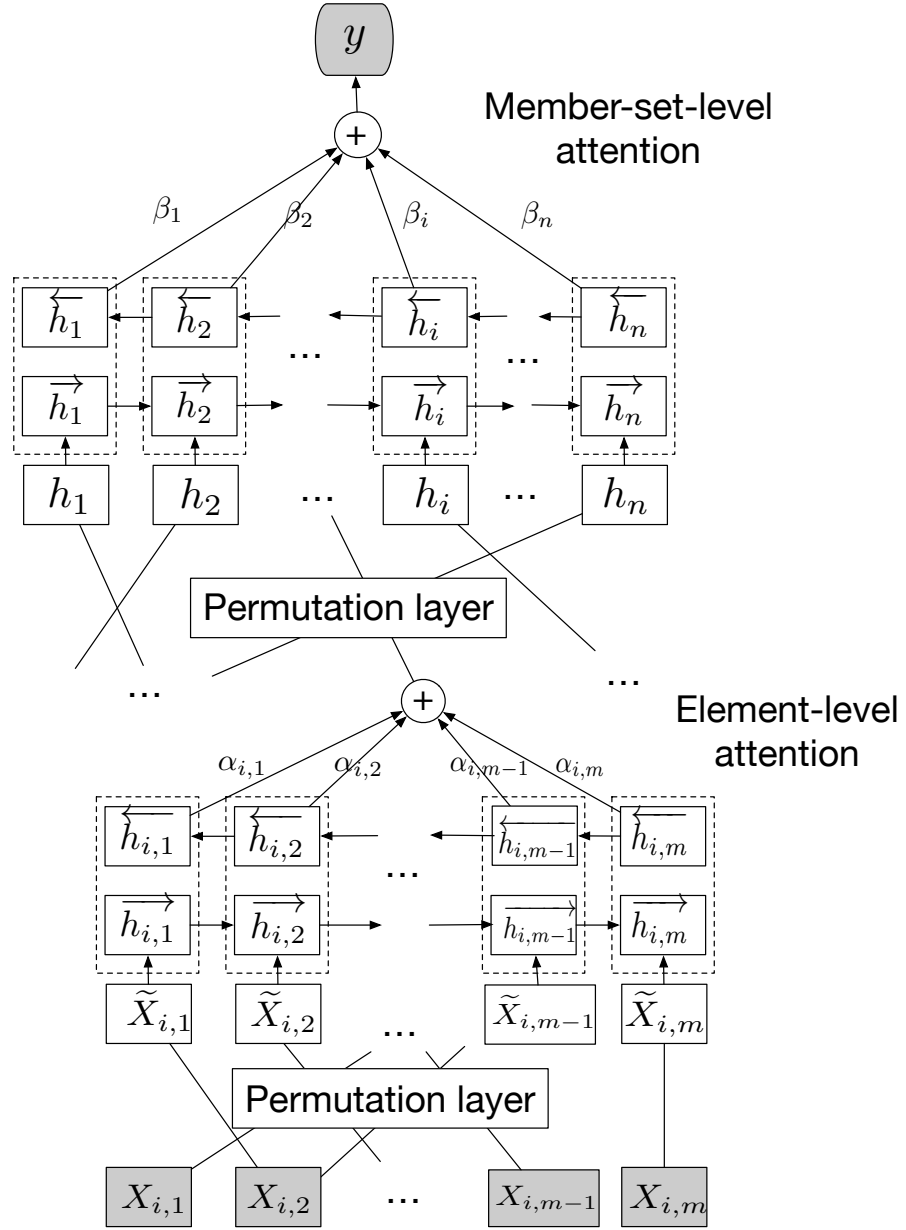 y
+
Member-set-level
attention
β₁ β₂ βᵢ βₙ
←h₁ ←h₂ ... ←hᵢ ... ←hₙ
→h₁ →h₂ →hᵢ →hₙ
h₁ h₂ ... hᵢ ... hₙ
Permutation layer
... ...
+
Element-level
attention
αᵢ,₁ αᵢ,₂ αᵢ,ₘ₋₁ αᵢ,ₘ
←hᵢ,₁ ←hᵢ,₂ ... ←hᵢ,ₘ₋₁ ←hᵢ,ₘ
→hᵢ,₁ →hᵢ,₂ →hᵢ,ₘ₋₁ →hᵢ,ₘ
X̃ᵢ,₁ X̃ᵢ,₂ ... X̃ᵢ,ₘ₋₁ X̃ᵢ,ₘ
Permutation layer
Xᵢ,₁ Xᵢ,₂ ... Xᵢ,ₘ₋₁ Xᵢ,ₘ